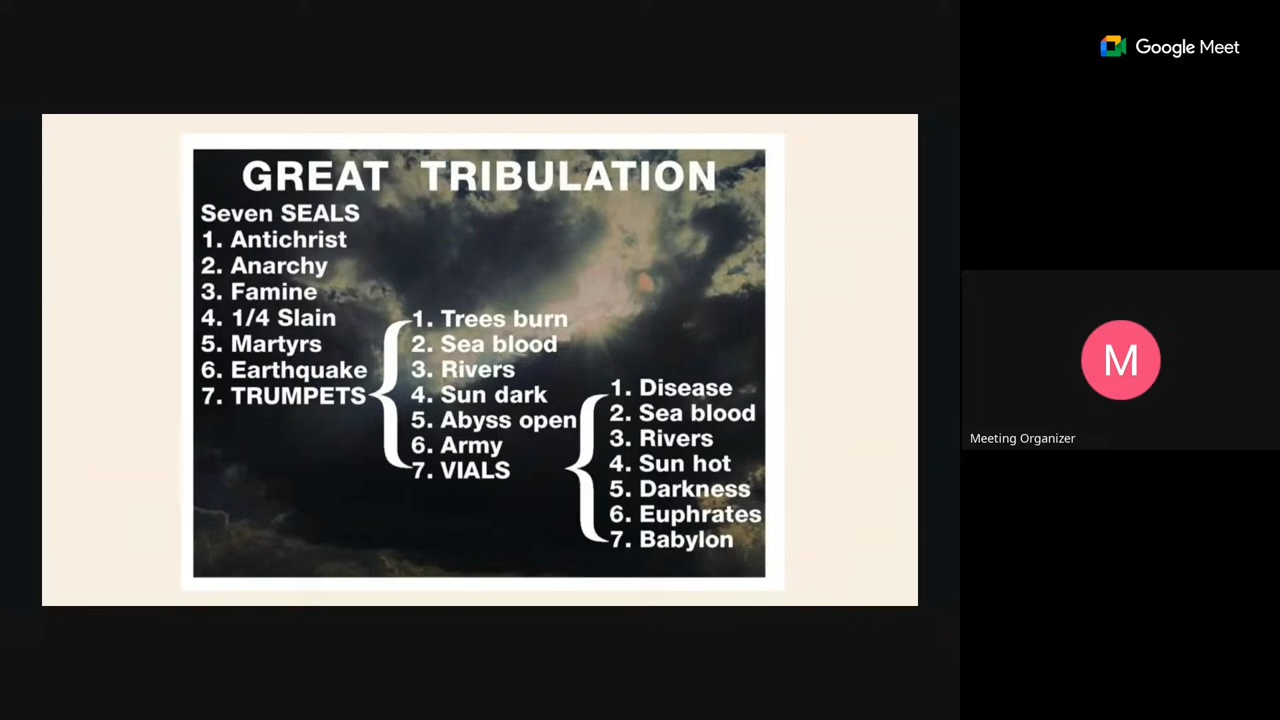 Google Meet
GREAT TRIBULATION
Seven SEALS
1. Antichrist
2. Anarchy
3. Famine
4. 1/4 Slain
5. Martyrs
6. Earthquake
7. TRUMPETS
1. Trees burn
2. Sea blood
3. Rivers
4. Sun dark
5. Abyss open
6. Army
7. VIALS
1. Disease
2. Sea blood
3. Rivers
4. Sun hot
5. Darkness
6. Euphrates
7. Babylon
M
Meeting Organizer